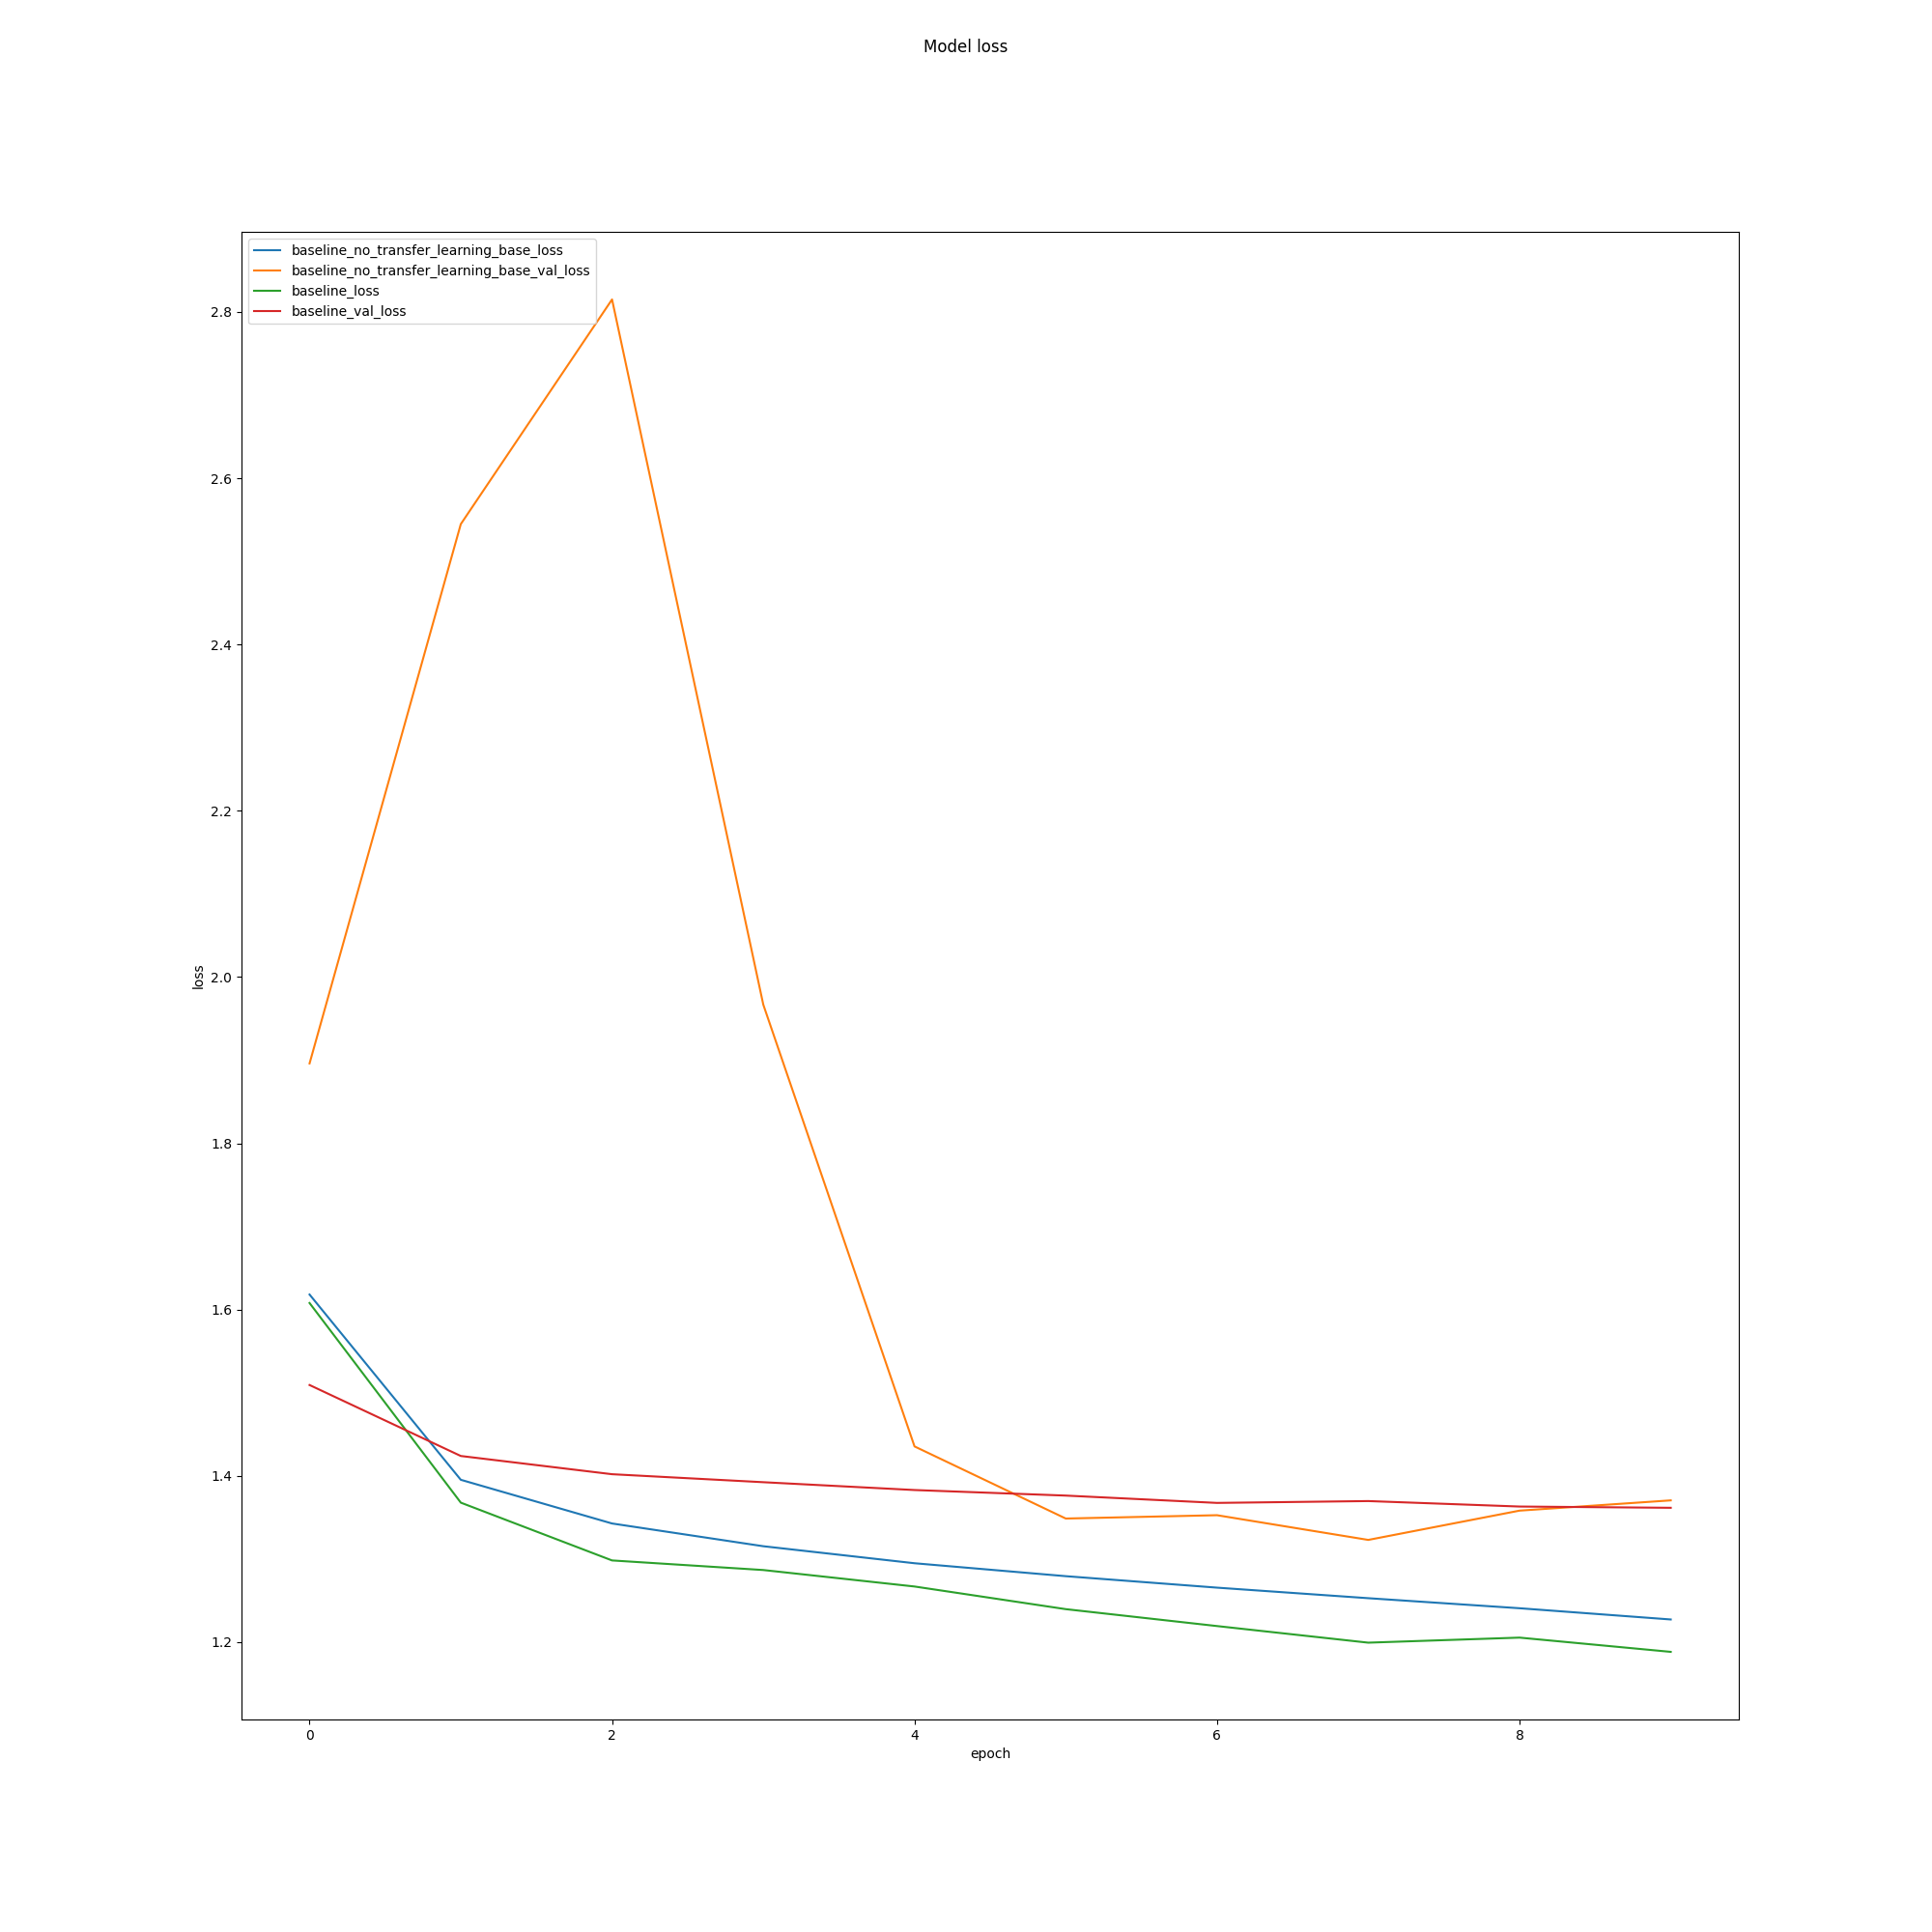 Model loss
baseline_no_transfer_learning_base_loss
baseline_no_transfer_learning_base_val_loss
baseline_loss
baseline_val_loss
2.8
2.6
2.4
2.2
2.0
1.8
1.6
1.4
1.2
loss
0 2 4 6 8
epoch